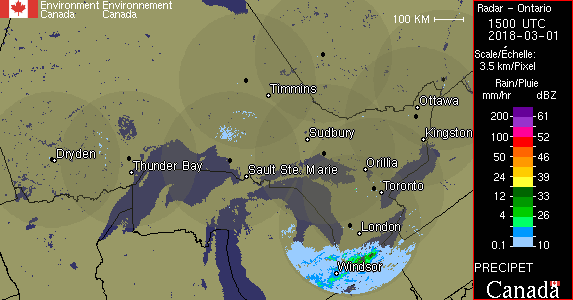 Environment Environnement
Canada Canada
100 KM
Radar - Ontario
1500 UTC
2018-03-01
Scale/Échelle:
3.5 km/Pixel
Rain/Pluie
mm/hr dBZ
200 61
100 52
50 46
24 39
12 33
4 26
0.1 10
PRECIPET
Canada
Timmins
Ottawa
Sudbury
Kingston
Dryden
Thunder Bay
Sault Ste. Marie
Orillia
Toronto
London
Windsor